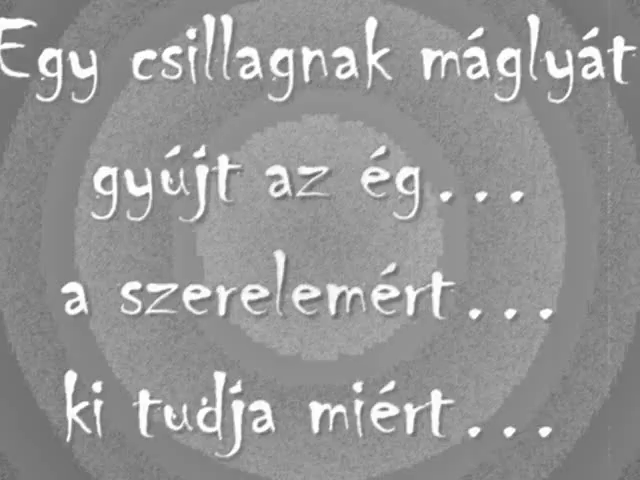 Egy csillagnak máglyát
gyújt az ég...
a szerelemért...
ki tudja miért...